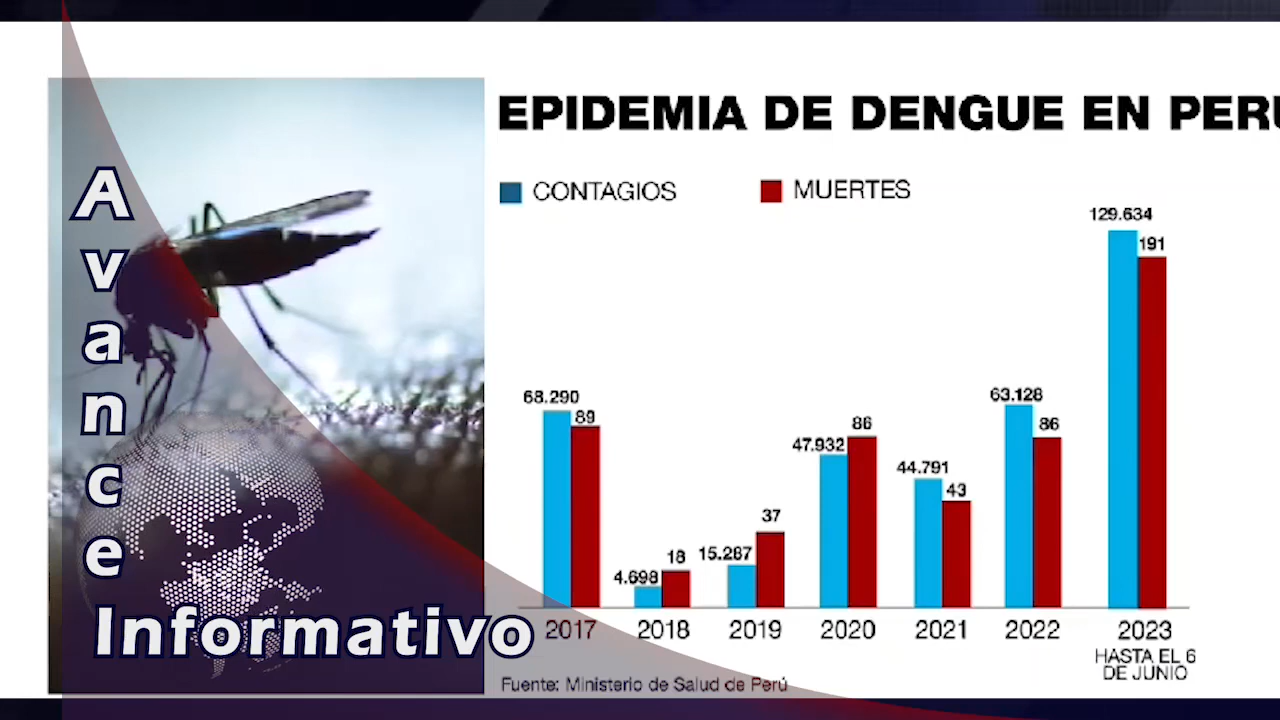 Avance
Informativo
EPIDEMIA DE DENGUE EN PERÚ
CONTAGIOS
MUERTES
129.634
191
68.290
89
63.128
86
47.932
86
44.791
43
15.287
37
4.698
18
2017
2018
2019
2020
2021
2022
2023
HASTA EL 6
DE JUNIO
Fuente: Ministerio de Salud de Perú